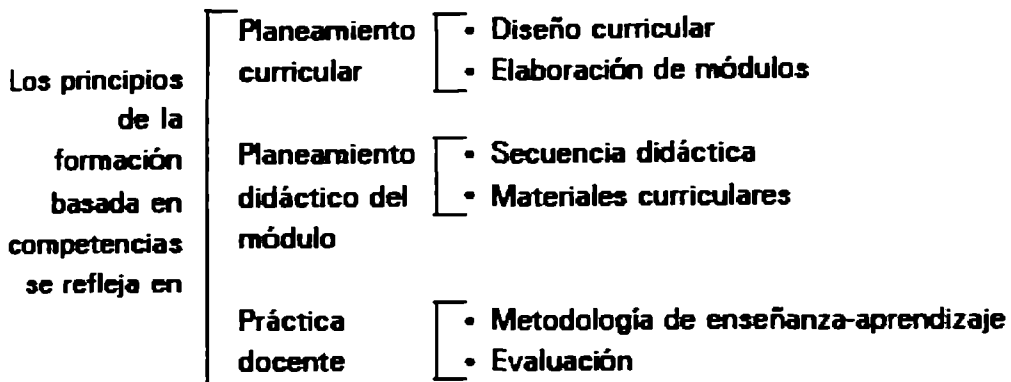 Los principios
de la
formación
basada en
competencias
se refleja en
Planeamiento
curricular
• Diseño curricular
• Elaboración de módulos
Planeamiento
didáctico del
módulo
• Secuencia didáctica
• Materiales curriculares
Práctica
docente
• Metodología de enseñanza-aprendizaje
• Evaluación